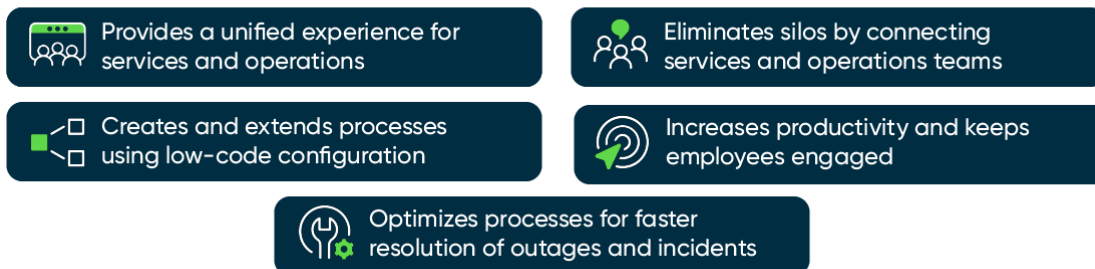 Provides a unified experience for
services and operations
Eliminates silos by connecting
services and operations teams
Creates and extends processes
using low-code configuration
Increases productivity and keeps
employees engaged
Optimizes processes for faster
resolution of outages and incidents